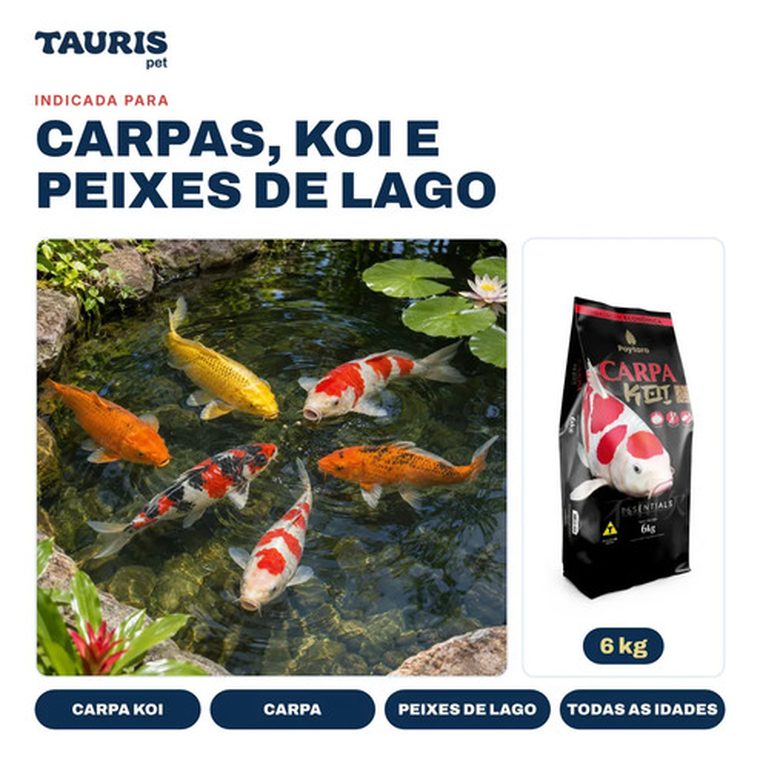 TAURIS
pet
INDICADA PARA
CARPAS, KOI E
PEIXES DE LAGO
Poytara
CARPA
KOI
ESSENTIALS
6kg
T
6 kg
CARPA KOI
CARPA
PEIXES DE LAGO
TODAS AS IDADES